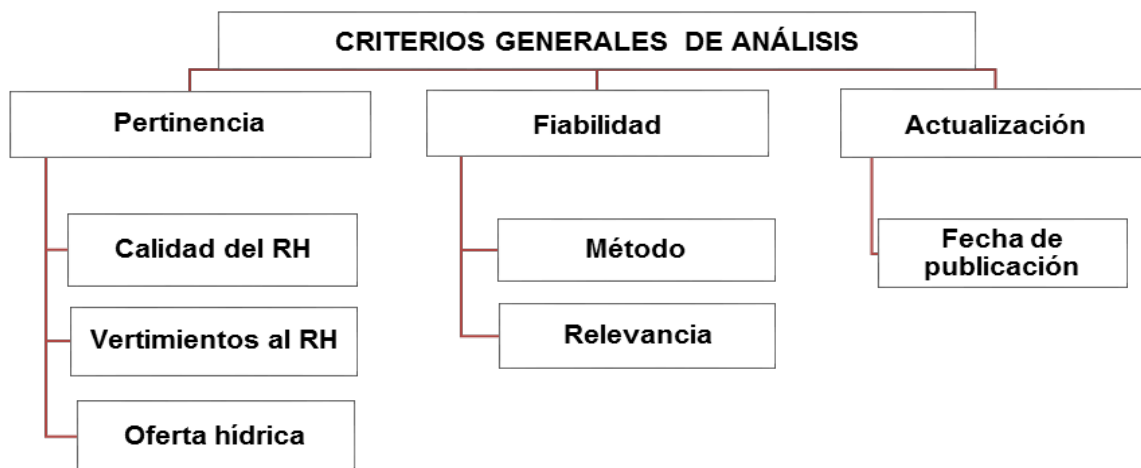 CRITERIOS GENERALES DE ANÁLISIS
Pertinencia
Fiabilidad
Actualización
Calidad del RH
Método
Fecha de
publicación
Vertimientos al RH
Relevancia
Oferta hídrica